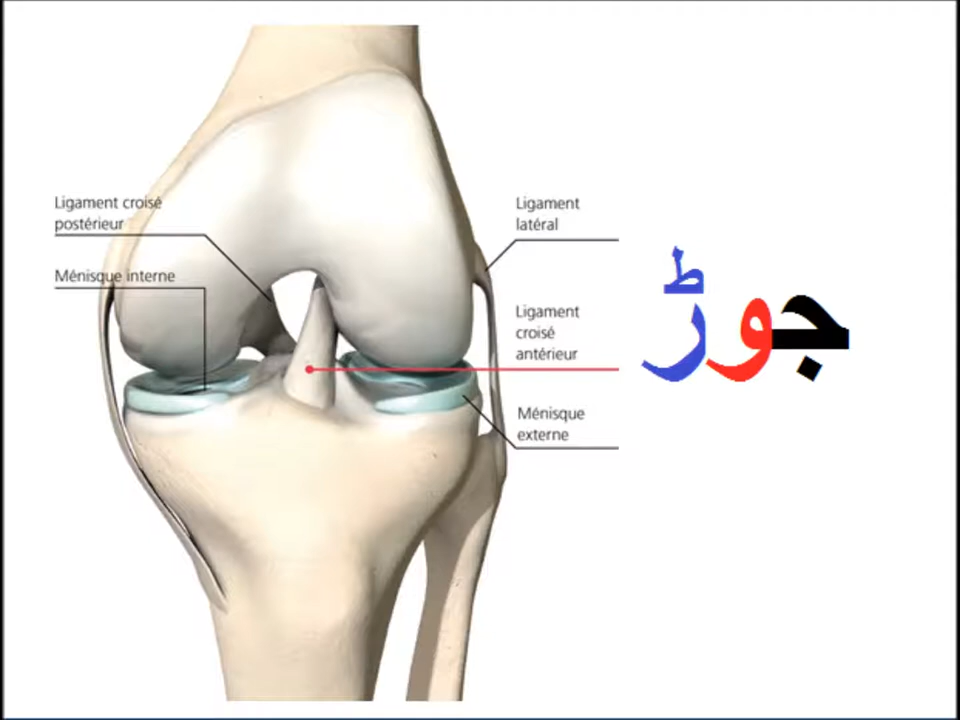 Ligament croisé
postérieur
Ménisque interne
Ligament
latéral
Ligament
croisé
antérieur
Ménisque
externe
جوڑ